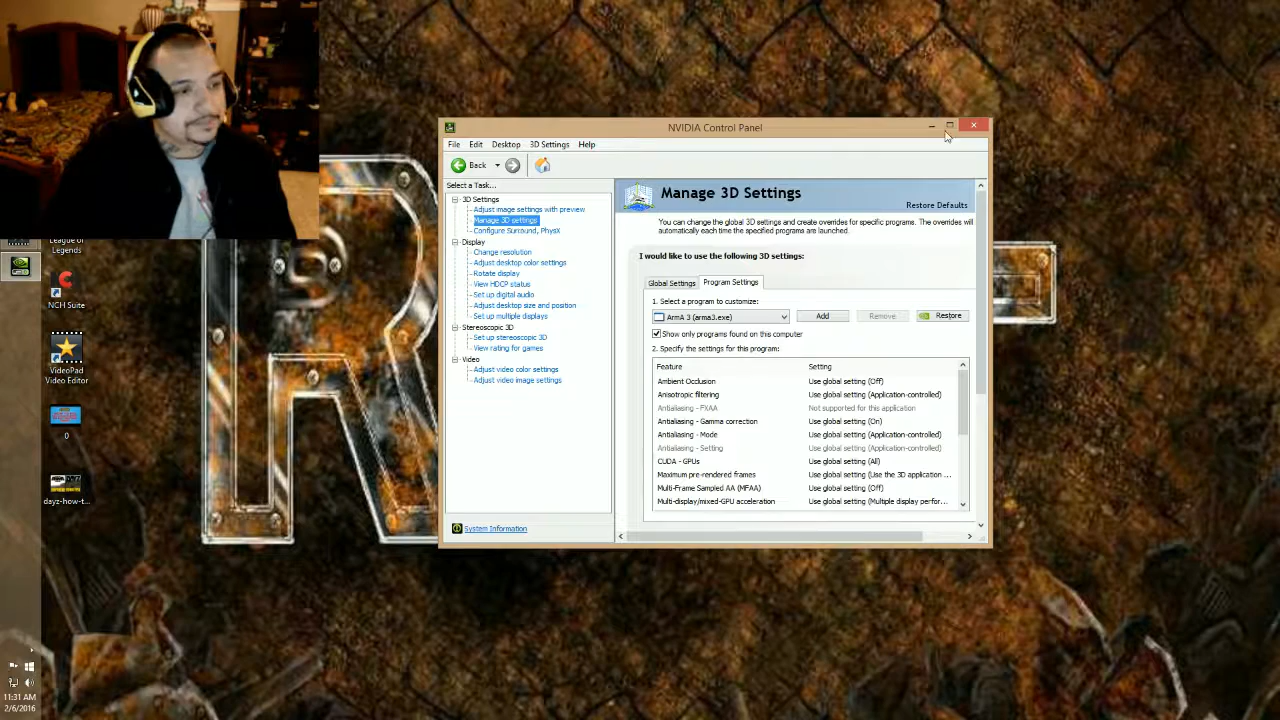 NVIDIA Control Panel
File Edit Desktop 3D Settings Help
Back
Select a Task...
3D Settings
Adjust image settings with preview
Manage 3D settings
Configure Surround, PhysX
Display
Change resolution
Adjust desktop color settings
Rotate display
View HDCP status
Set up digital audio
Adjust desktop size and position
Set up multiple displays
Stereoscopic 3D
Set up stereoscopic 3D
View rating for games
Video
Adjust video color settings
Adjust video image settings
System Information
Manage 3D Settings
Restore Defaults
You can change the global 3D settings and create overrides for specific programs. The overrides will
automatically each time the specified programs are launched.
I would like to use the following 3D settings:
Global Settings Program Settings
1. Select a program to customize:
ArmA 3 (arma3.exe) Add Remove Restore
Show only programs found on this computer
2. Specify the settings for this program:
Feature Setting
Ambient Occlusion Use global setting (Off)
Anisotropic filtering Use global setting (Application-controlled)
Antialiasing - FXAA Not supported for this application
Antialiasing - Gamma correction Use global setting (On)
Antialiasing - Mode Use global setting (Application-controlled)
Antialiasing - Setting Use global setting (Application-controlled)
CUDA - GPUs Use global setting (All)
Maximum pre-rendered frames Use global setting (Use the 3D application ...
Multi-Frame Sampled AA (MFAA) Use global setting (Off)
Multi-display/mixed-GPU acceleration Use global setting (Multiple display perfor...
League of
Legends
NCH Suite
VideoPad
Video Editor
0
dayz-how-t...
11:31 AM
2/6/2016
R